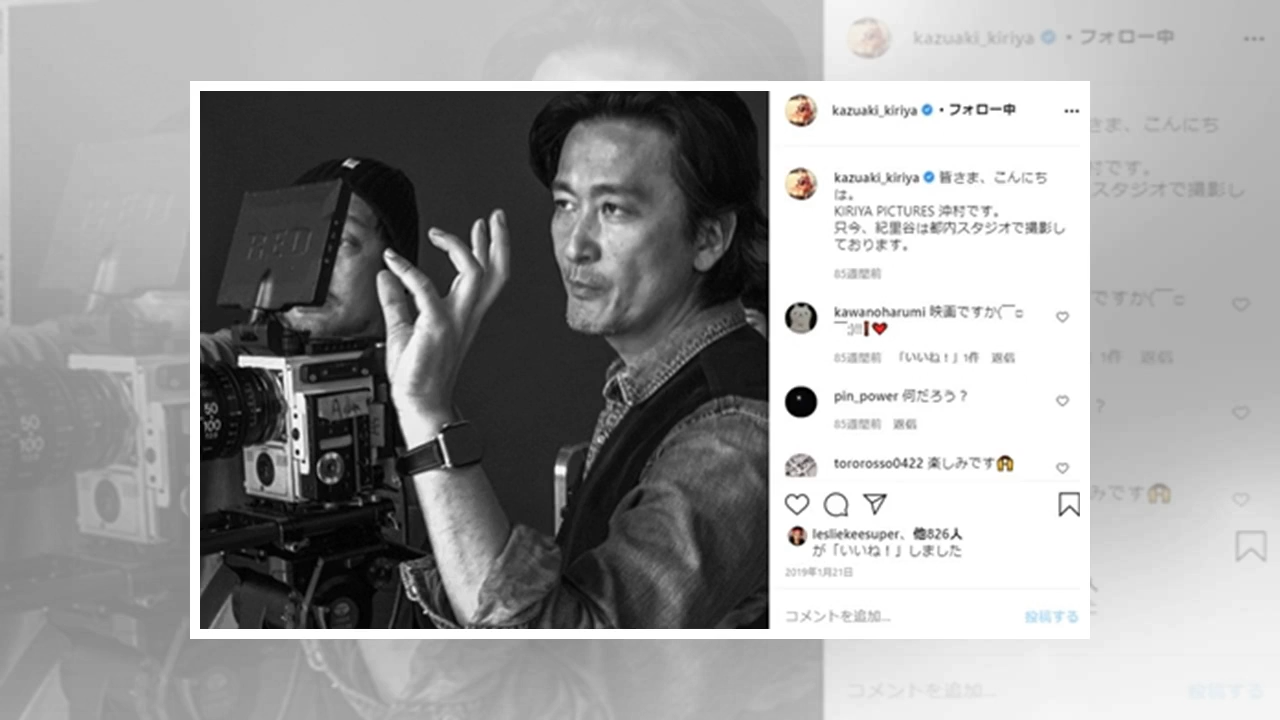 kazuaki_kiriya • フォロー中
kazuaki_kiriya 皆さま、こんにち
は。
KIRIYA PICTURES 沖村です。
只今、紀里谷は都内スタジオで撮影し
ております。
85週間前
kawanoharumi 映画ですか(￣▽
￣;)!!!❤️
85週間前 「いいね！」1件 返信
pin_power 何だろう？
85週間前 返信
tororosso0422 楽しみです🙌
lesliekeesuper、他826人
が「いいね！」しました
2019年1月21日
コメントを追加...
投稿する
RED
50
100